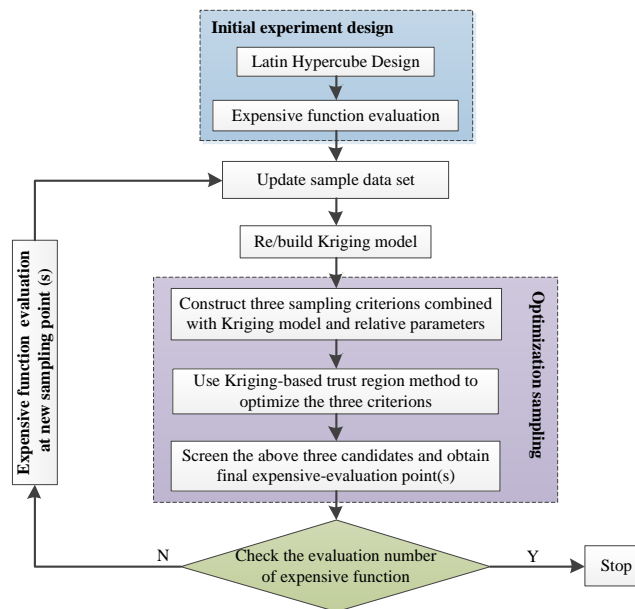 Initial experiment design
Latin Hypercube Design
Expensive function evaluation
Update sample data set
Re/build Kriging model
Construct three sampling criterions combined
with Kriging model and relative parameters
Use Kriging-based trust region method to
optimize the three criterions
Screen the above three candidates and obtain
final expensive-evaluation point(s)
Optimization sampling
Expensive function evaluation
at new sampling point (s)
Check the evaluation number
of expensive function
N
Y
Stop